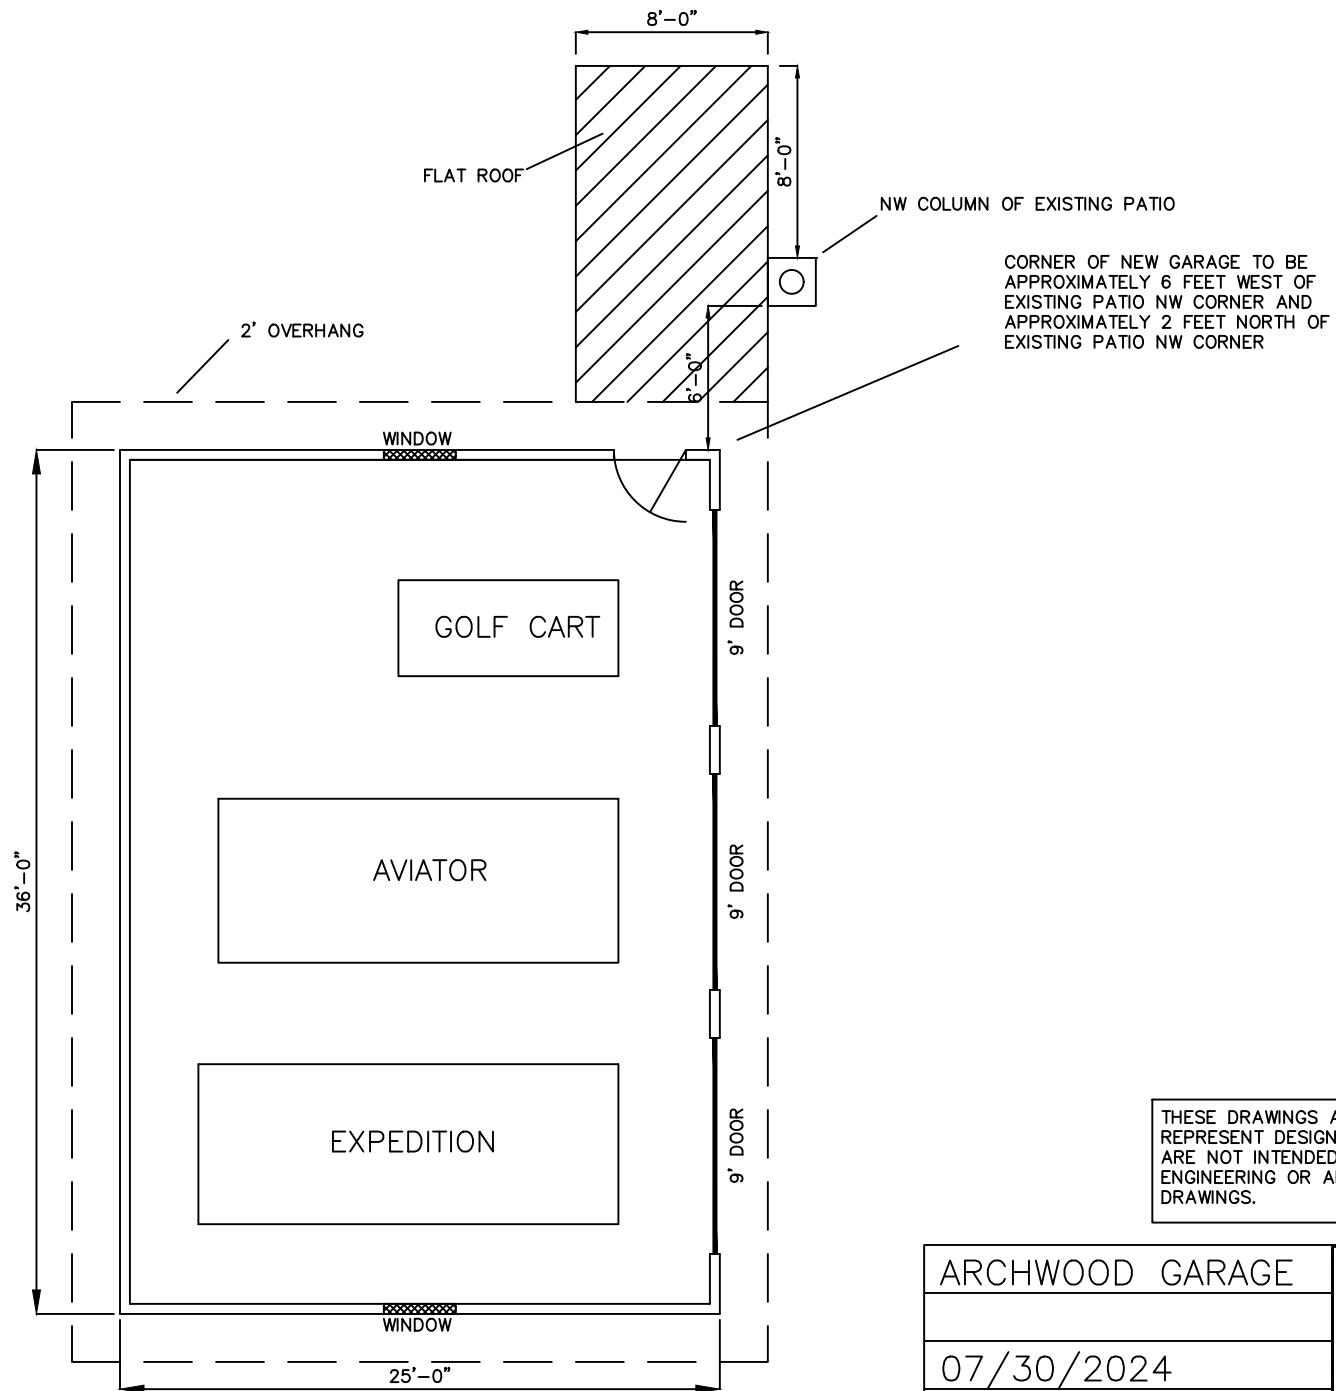 8'-0"
FLAT ROOF
8'-0"
NW COLUMN OF EXISTING PATIO
CORNER OF NEW GARAGE TO BE
APPROXIMATELY 6 FEET WEST OF
EXISTING PATIO NW CORNER AND
APPROXIMATELY 2 FEET NORTH OF
EXISTING PATIO NW CORNER
2' OVERHANG
6'-0"
WINDOW
GOLF CART
9' DOOR
36'-0"
AVIATOR
9' DOOR
EXPEDITION
9' DOOR
WINDOW
25'-0"
THESE DRAWINGS
REPRESENT DESIGN
ARE NOT INTENDED
ENGINEERING OR
DRAWINGS.
ARCHWOOD GARAGE
07/30/2024